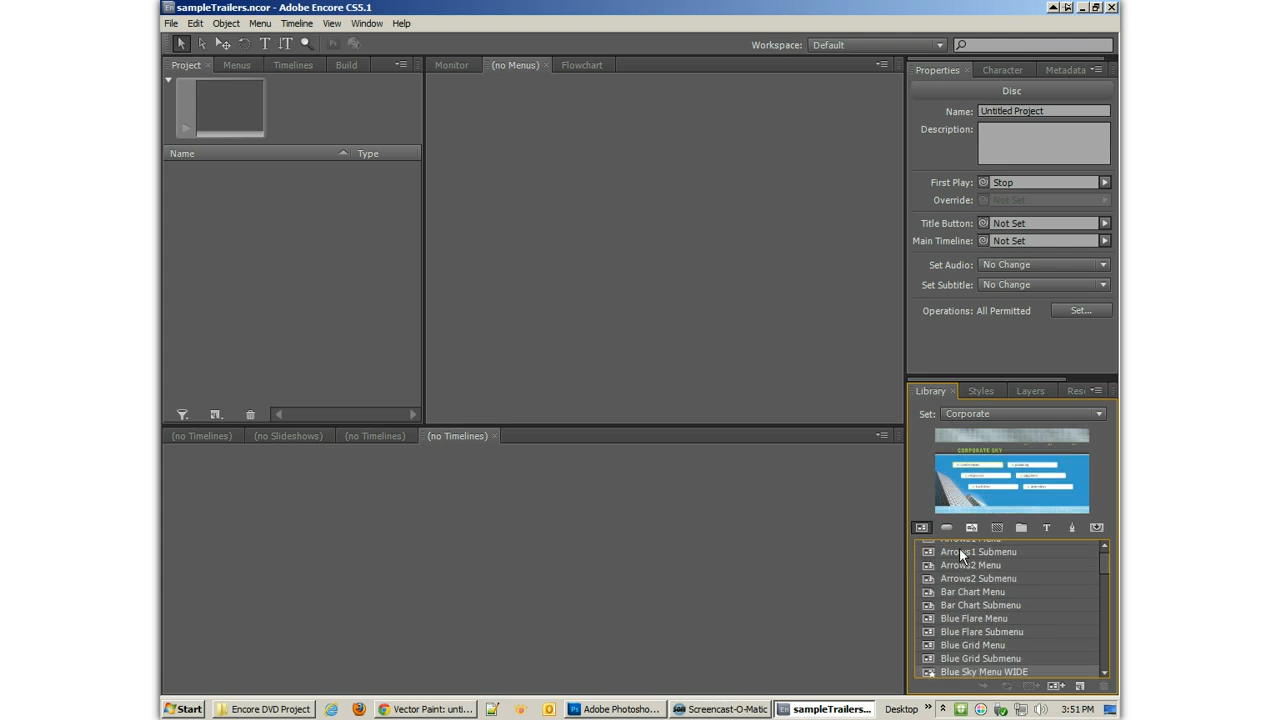 sampleTrailers.ncor - Adobe Encore CS5.1
File Edit Object Menu Timeline View Window Help
Workspace: Default
Project Menus Timelines Build
Monitor (no Menus) Flowchart
Properties Character Metadata
Disc
Name Type
Name: Untitled Project
Description:
First Play: Stop
Override: Not Set
Title Button: Not Set
Main Timeline: Not Set
Set Audio: No Change
Set Subtitle: No Change
Operations: All Permitted Set...
Library Styles Layers Res
Set: Corporate
CORPORATE SKY
(no Timelines) (no Slideshows) (no Timelines) (no Timelines)
Arrows1 Menu
Arrows1 Submenu
Arrows2 Menu
Arrows2 Submenu
Bar Chart Menu
Bar Chart Submenu
Blue Flare Menu
Blue Flare Submenu
Blue Grid Menu
Blue Grid Submenu
Blue Sky Menu WIDE
Start Encore DVD Project Vector Paint: unti... Adobe Photosho... Screencast-O-Matic sampleTrailers... Desktop » 3:51 PM